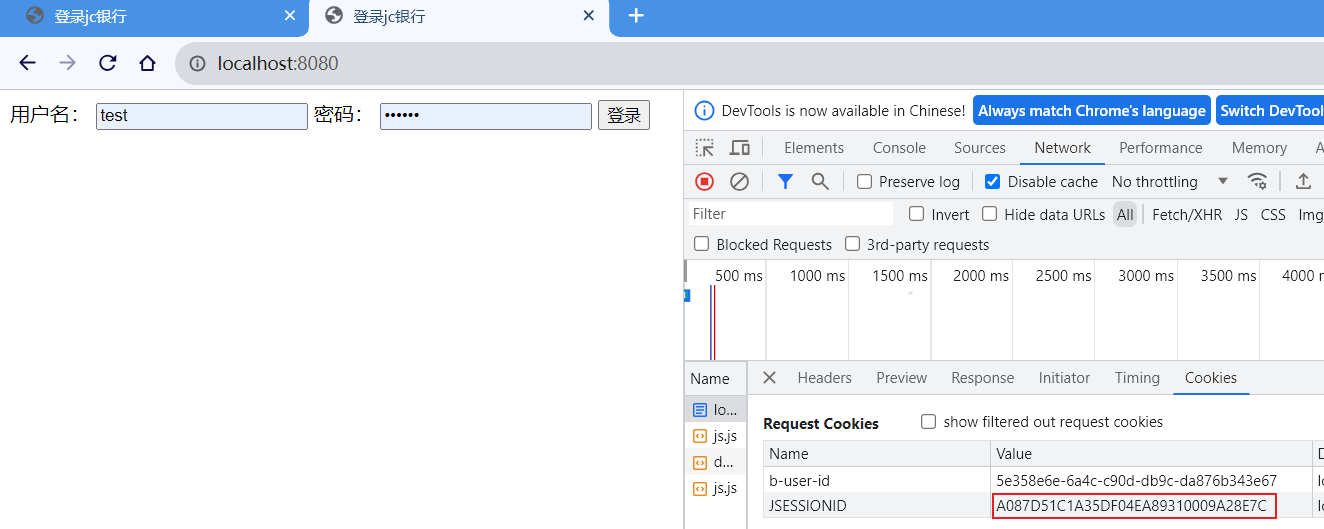 登录jc银行 登录jc银行
localhost:8080
用户名： test 密码： •••••• 登录
DevTools is now available in Chinese! Always match Chrome's language Switch DevTool
Elements Console Sources Network Performance Memory A
Preserve log Disable cache No throttling
Filter Invert Hide data URLs All Fetch/XHR JS CSS Img
Blocked Requests 3rd-party requests
500 ms 1000 ms 1500 ms 2000 ms 2500 ms 3000 ms 3500 ms 4000 r
Name Headers Preview Response Initiator Timing Cookies
lo...
js.js
d...
js.js
Request Cookies show filtered out request cookies
Name Value D
b-user-id 5e358e6e-6a4c-c90d-db9c-da876b343e67 lo
JSESSIONID A087D51C1A35DF04EA89310009A28E7C lo